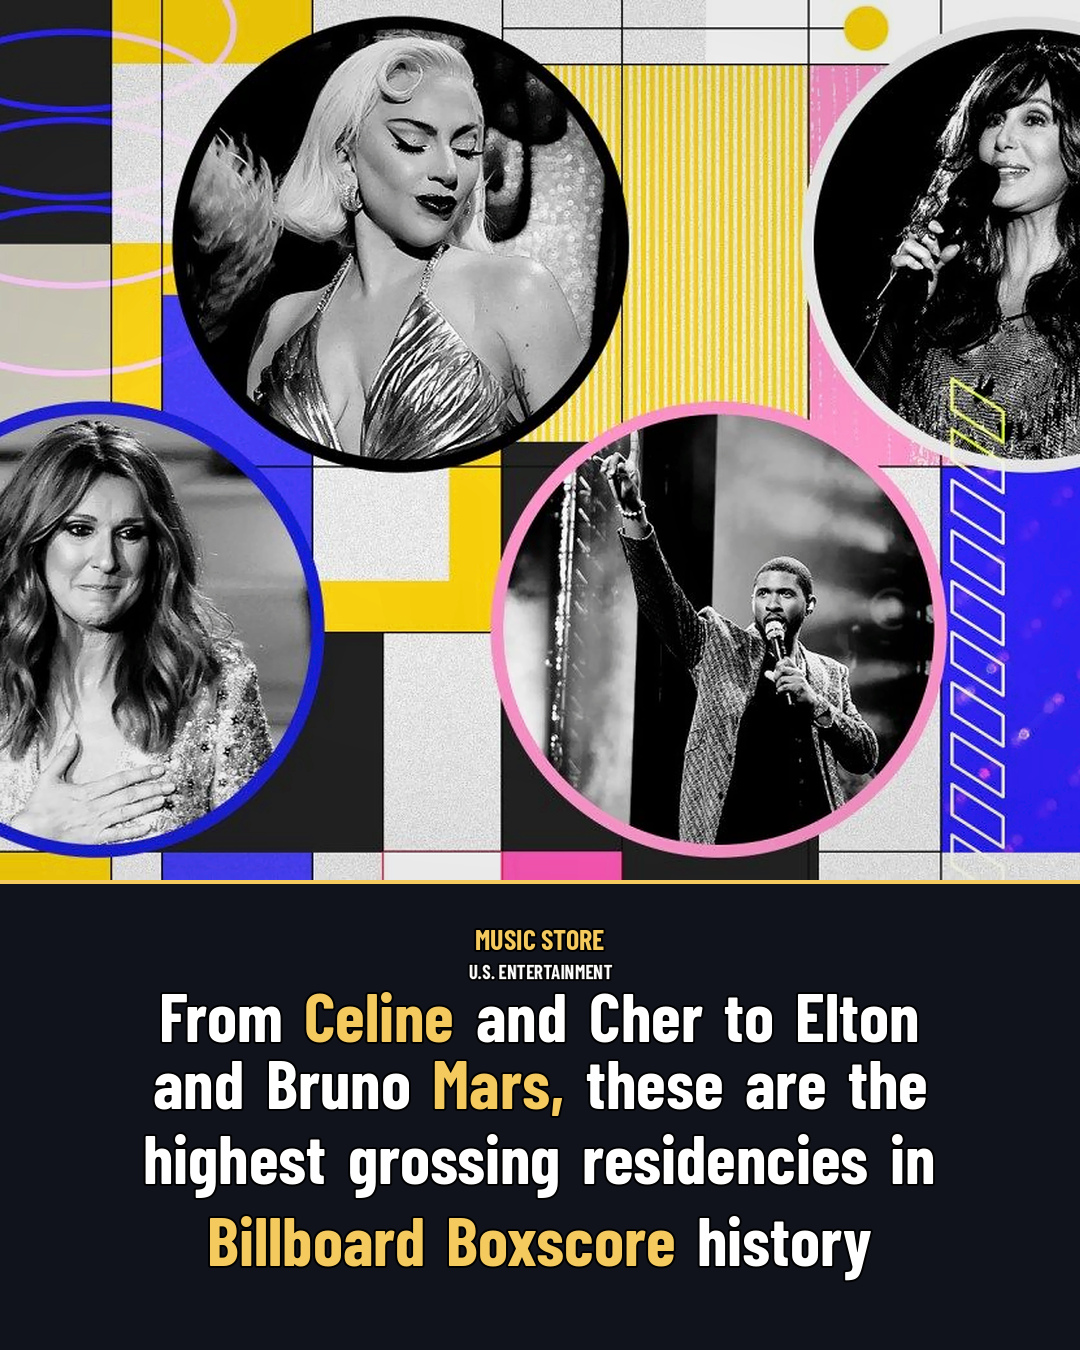 MUSIC STORE
U.S. ENTERTAINMENT
From Celine and Cher to Elton
and Bruno Mars, these are the
highest grossing residencies in
Billboard Boxscore history